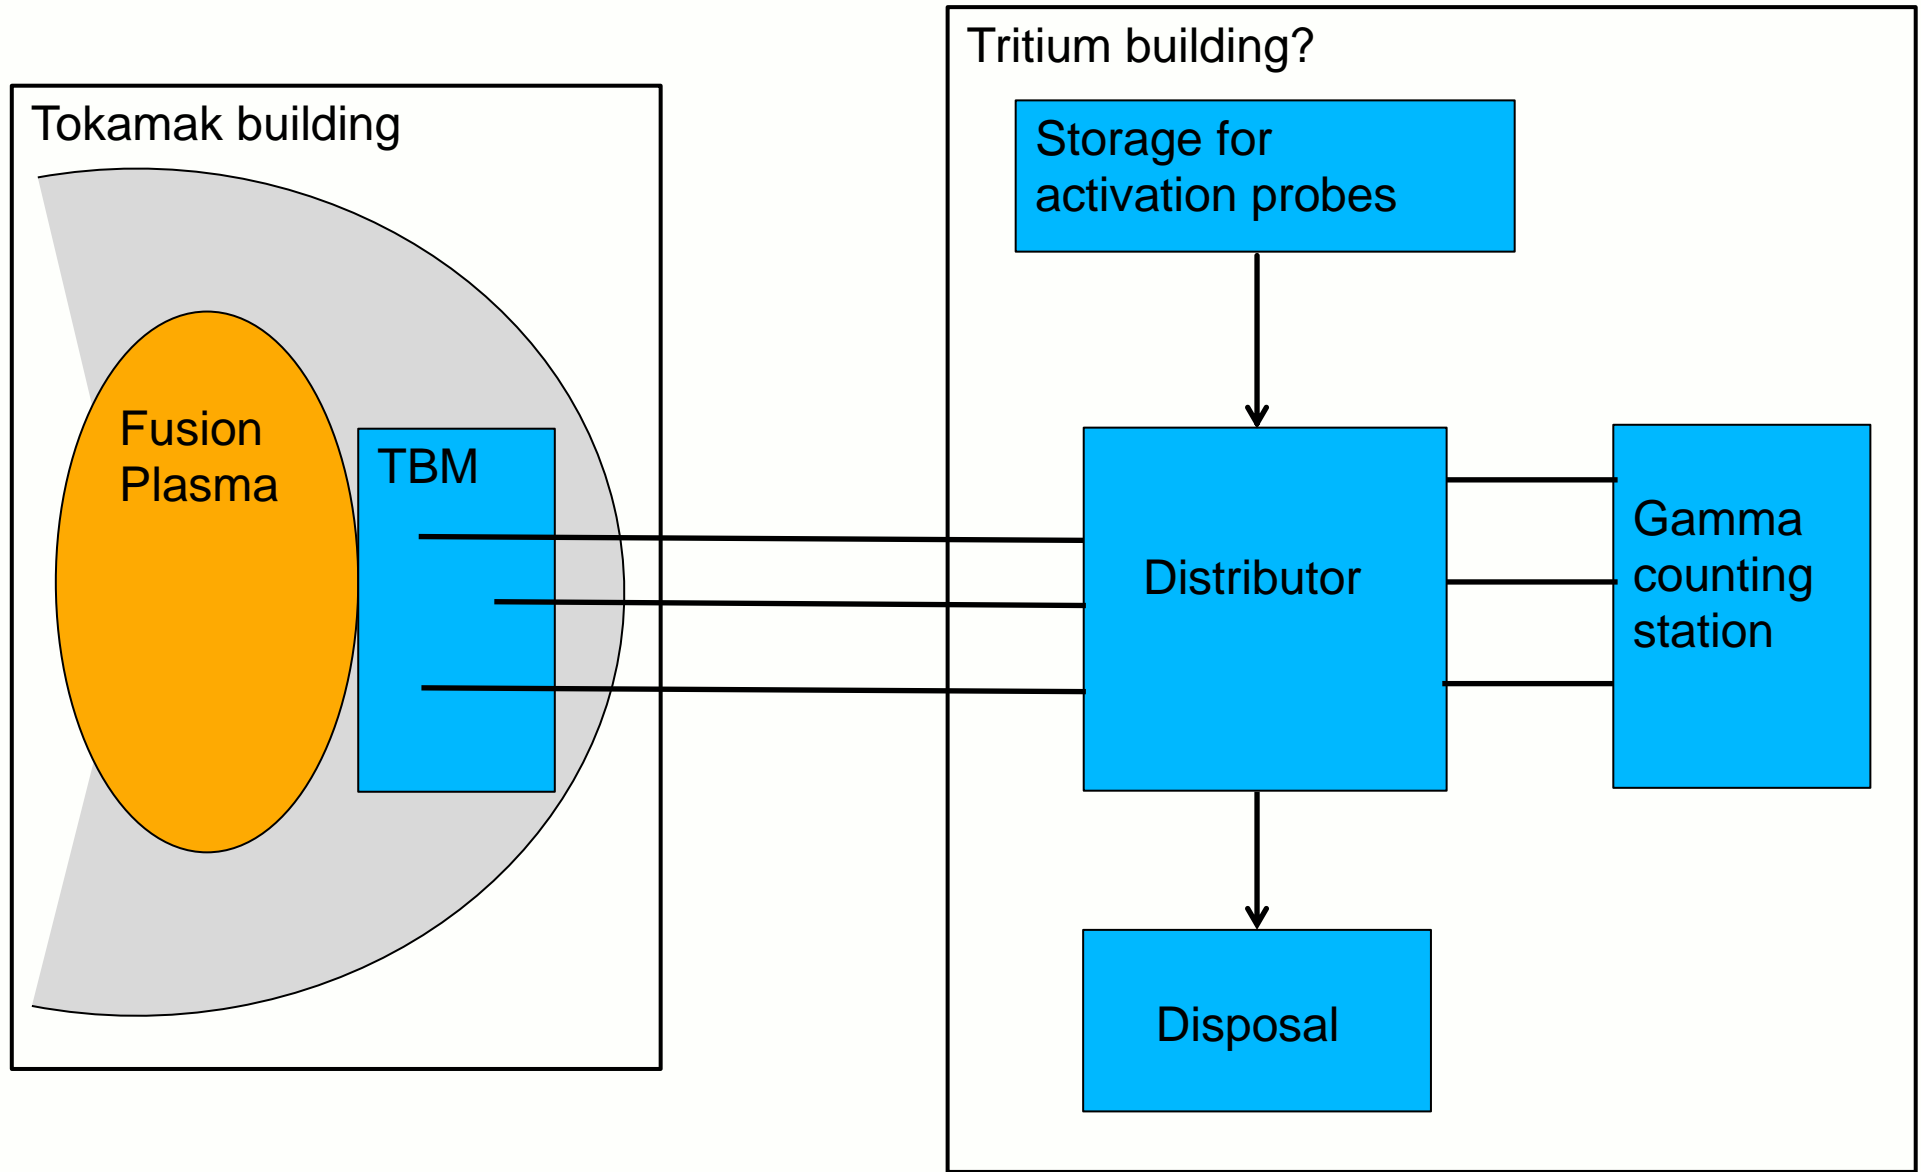 Tokamak building
Fusion
Plasma
TBM
Tritium building?
Storage for
activation probes
Distributor
Gamma
counting
station
Disposal